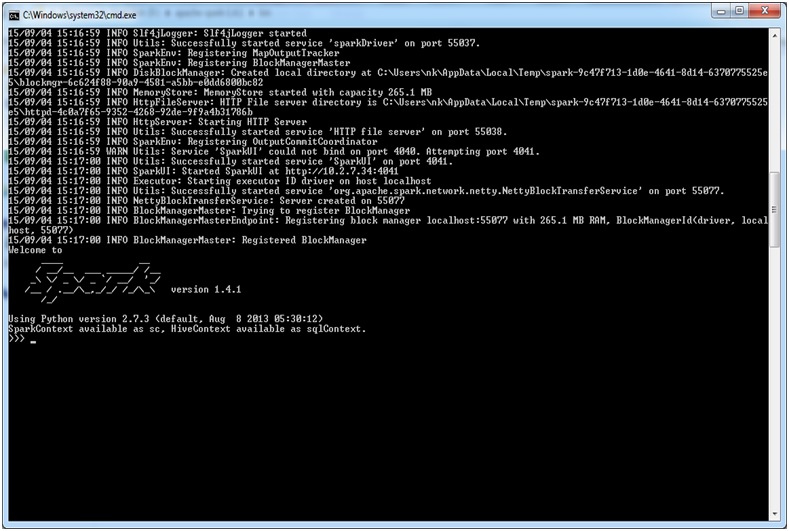 C:\Windows\system32\cmd.exe
15/09/04 15:16:59 INFO Slf4jLogger: Slf4jLogger started
15/09/04 15:16:59 INFO Utils: Successfully started service 'sparkDriver' on port 55037.
15/09/04 15:16:59 INFO SparkEnv: Registering MapOutputTracker
15/09/04 15:16:59 INFO SparkEnv: Registering BlockManagerMaster
15/09/04 15:16:59 INFO DiskBlockManager: Created local directory at C:\Users\nk\AppData\Local\Temp\spark-9c47f713-1d0e-4641-8d14-6370775525e
5\blockmgr-6c624f88-90a9-4581-a5bb-e0dd6800bc82
15/09/04 15:16:59 INFO MemoryStore: MemoryStore started with capacity 265.1 MB
15/09/04 15:16:59 INFO HttpFileServer: HTTP File server directory is C:\Users\nk\AppData\Local\Temp\spark-9c47f713-1d0e-4641-8d14-6370775525
e5\httpd-4c0a7f65-9352-4268-92de-9f9a4b31786b
15/09/04 15:16:59 INFO HttpServer: Starting HTTP Server
15/09/04 15:16:59 INFO Utils: Successfully started service 'HTTP file server' on port 55038.
15/09/04 15:16:59 INFO SparkEnv: Registering OutputCommitCoordinator
15/09/04 15:16:59 WARN Utils: Service 'SparkUI' could not bind on port 4040. Attempting port 4041.
15/09/04 15:17:00 INFO Utils: Successfully started service 'SparkUI' on port 4041.
15/09/04 15:17:00 INFO SparkUI: Started SparkUI at http://10.2.7.34:4041
15/09/04 15:17:00 INFO Executor: Starting executor ID driver on host localhost
15/09/04 15:17:00 INFO Utils: Successfully started service 'org.apache.spark.network.netty.NettyBlockTransferService' on port 55077.
15/09/04 15:17:00 INFO NettyBlockTransferService: Server created on 55077
15/09/04 15:17:00 INFO BlockManagerMaster: Trying to register BlockManager
15/09/04 15:17:00 INFO BlockManagerMasterEndpoint: Registering block manager localhost:55077 with 265.1 MB RAM, BlockManagerId(driver, local
host, 55077)
15/09/04 15:17:00 INFO BlockManagerMaster: Registered BlockManager
Welcome to
Spark version 1.4.1
Using Python version 2.7.3 (default, Aug  8 2013 05:30:12)
SparkContext available as sc, HiveContext available as sqlContext.
>>> _